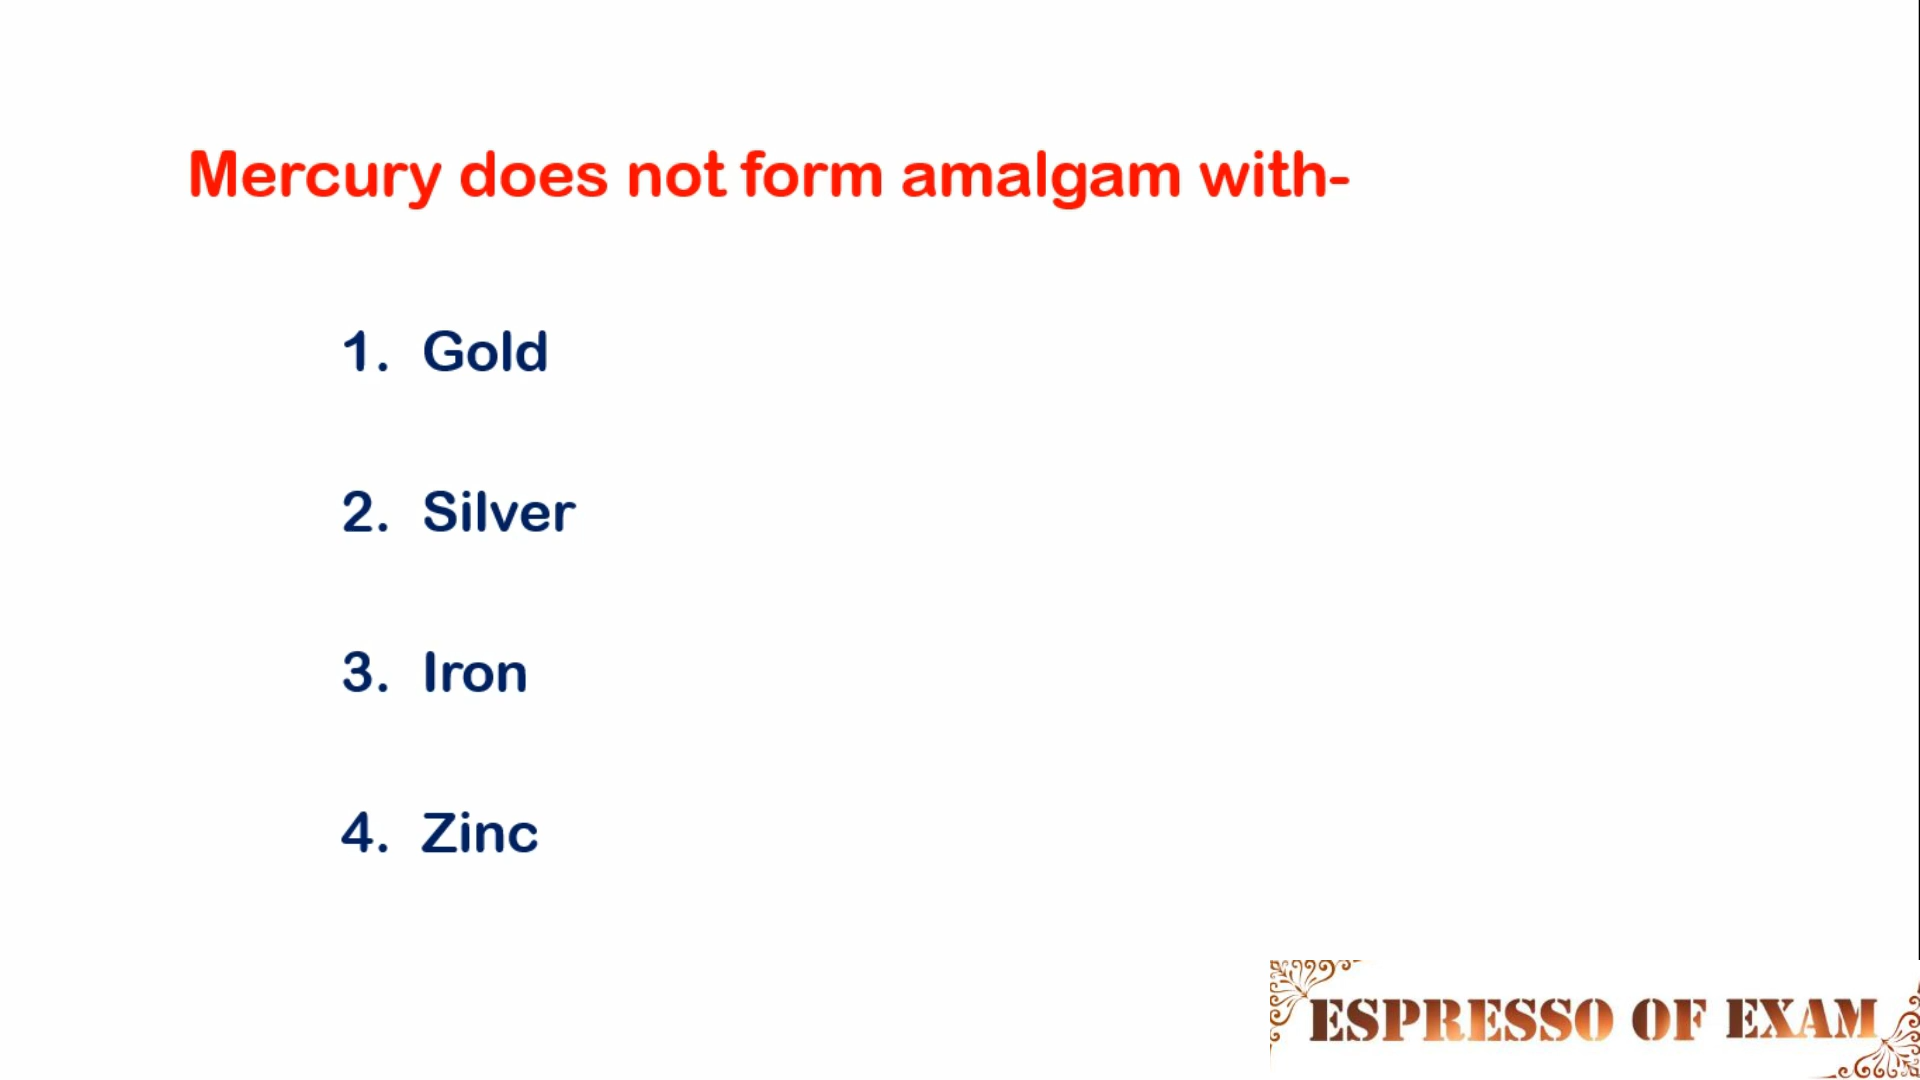 Mercury does not form amalgam with-
1. Gold
2. Silver
3. Iron
4. Zinc
ESPRESSO OF EXAM